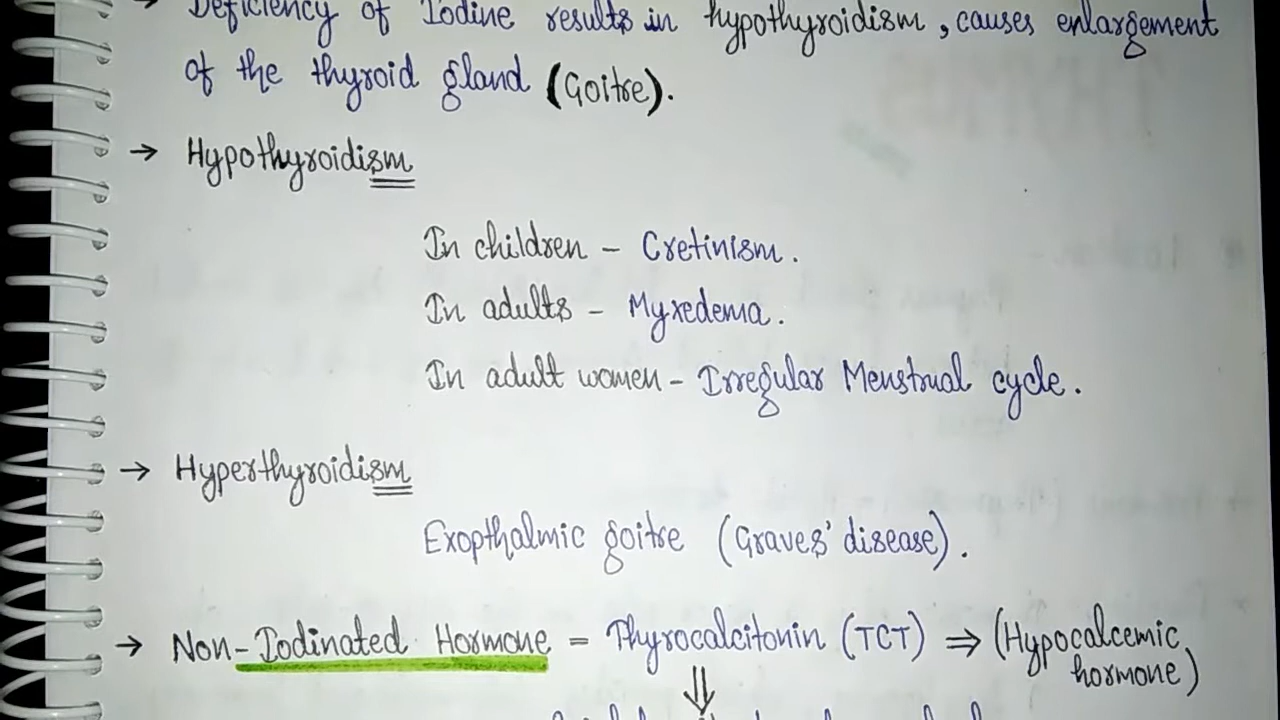 → Deficiency of Iodine results in hypothyroidism, causes enlargement
of the thyroid gland (Goitre).
→ Hypothyroidism
In children - Cretinism.
In adults - Myxedema.
In adult women - Irregular Menstrual cycle.
→ Hyperthyroidism
Exopthalmic goitre (Graves' disease).
→ Non-Iodinated Hormone = Thyrocalcitonin (TCT) ⇒ (Hypocalcemic
hormone)
⇓